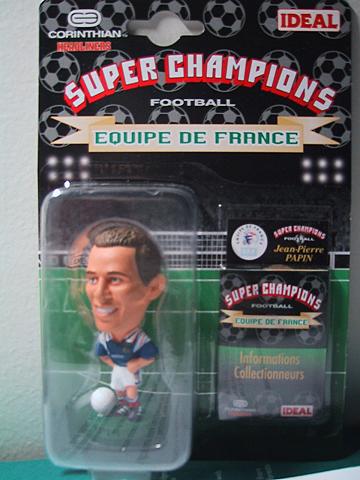 CORINTHIAN
HEADLINERS
IDEAL
SUPER CHAMPIONS
FOOTBALL
EQUIPE DE FRANCE
SUPER CHAMPIONS
FOOTBALL
Jean-Pierre
PAPIN
SUPER CHAMPIONS
FOOTBALL
EQUIPE DE FRANCE
Informations
Collectionneurs
CORINTHIAN
IDEAL